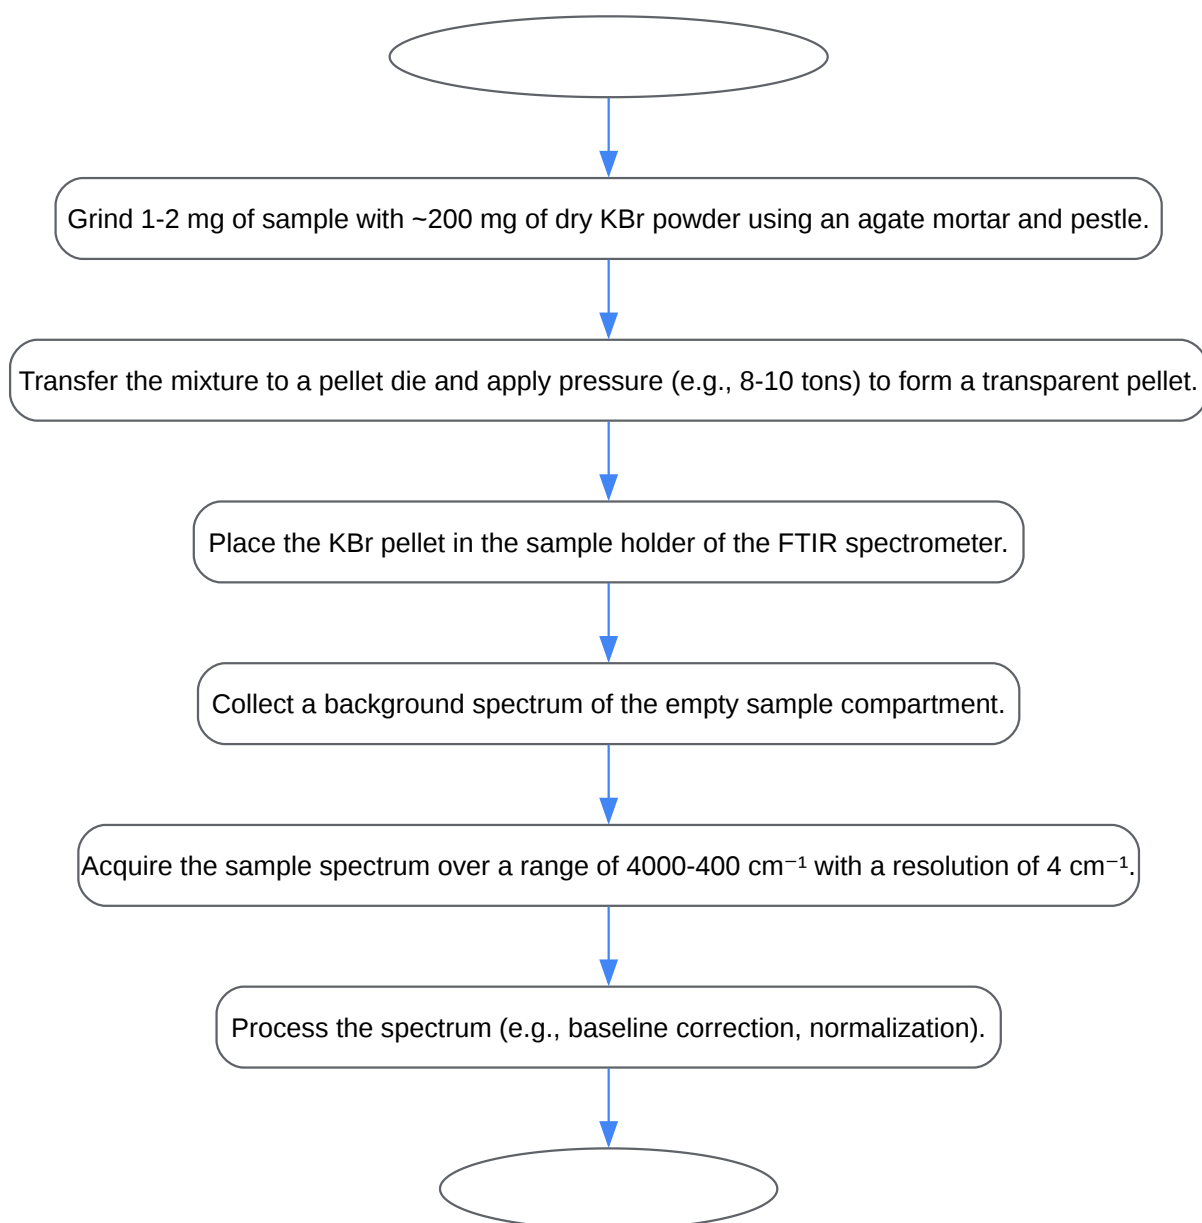 Grind 1-2 mg of sample with ~200 mg of dry KBr powder using an agate mortar and pestle.
Transfer the mixture to a pellet die and apply pressure (e.g., 8-10 tons) to form a transparent pellet.
Place the KBr pellet in the sample holder of the FTIR spectrometer.
Collect a background spectrum of the empty sample compartment.
Acquire the sample spectrum over a range of 4000-400 cm⁻¹ with a resolution of 4 cm⁻¹.
Process the spectrum (e.g., baseline correction, normalization).